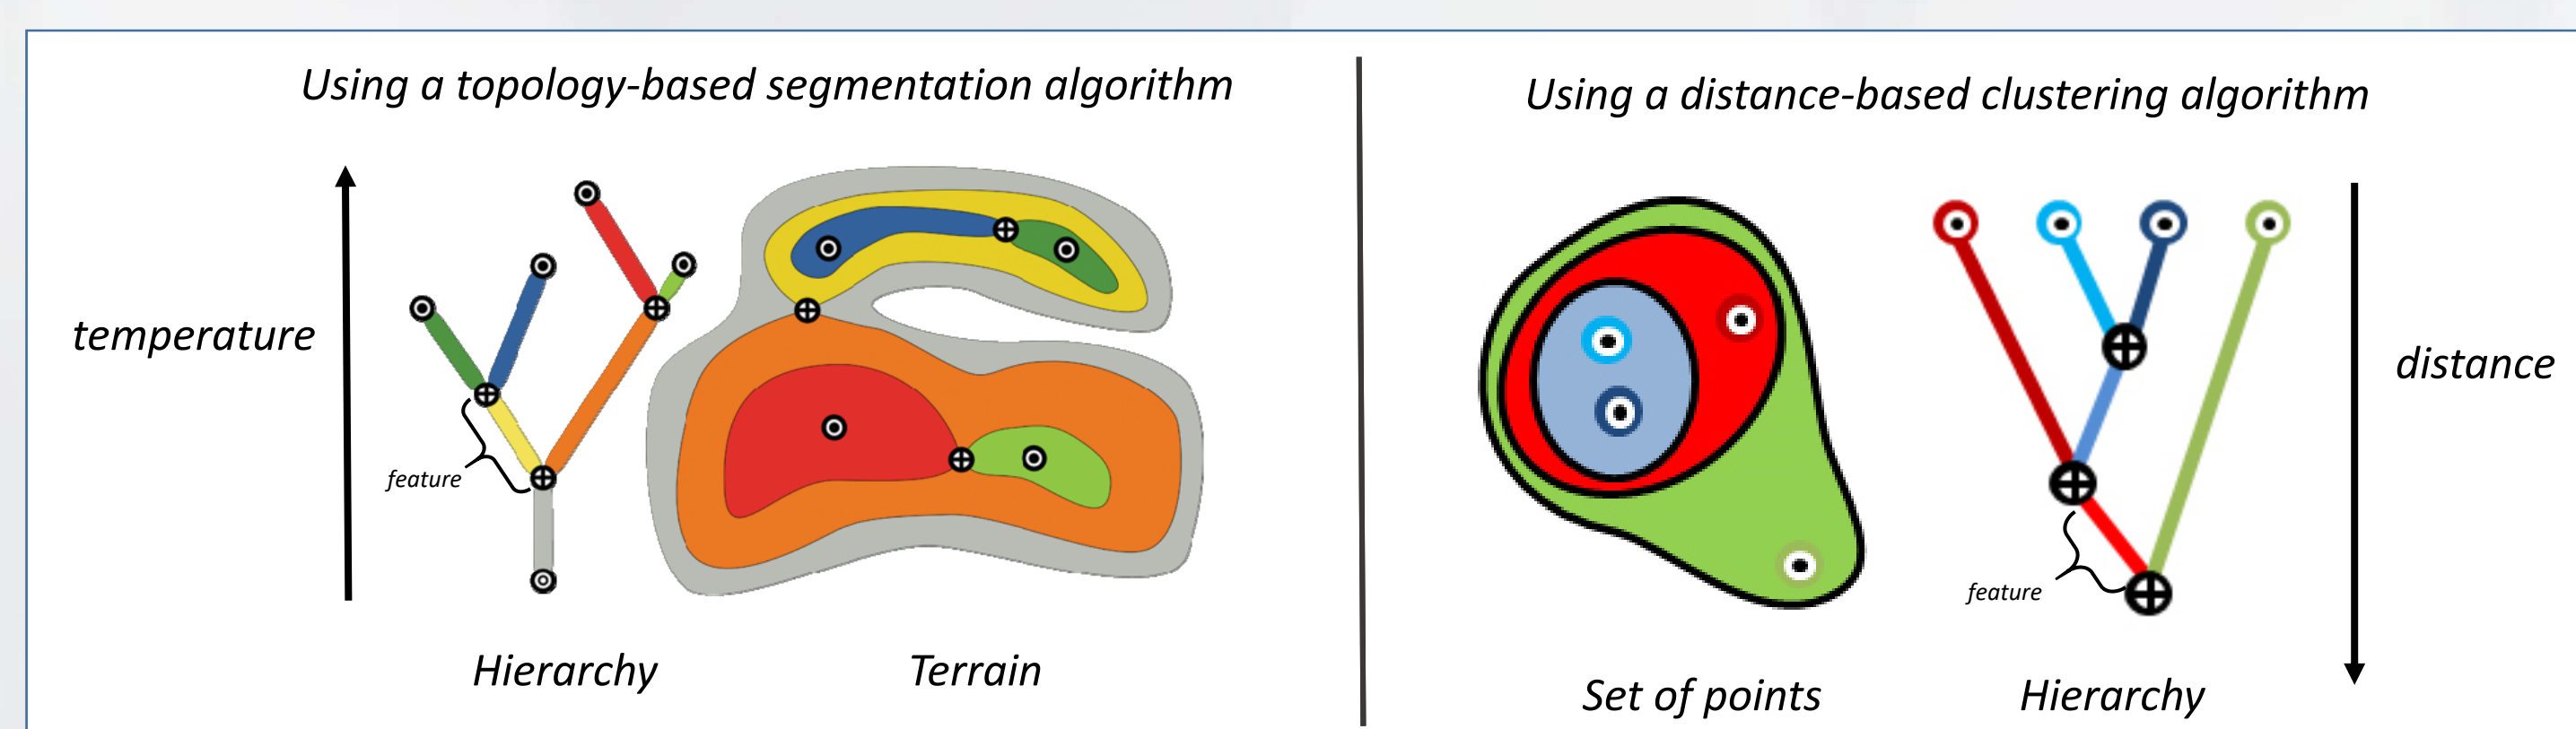 Using a topology-based segmentation algorithm
temperature
feature
Hierarchy
Terrain
Using a distance-based clustering algorithm
distance
feature
Set of points
Hierarchy